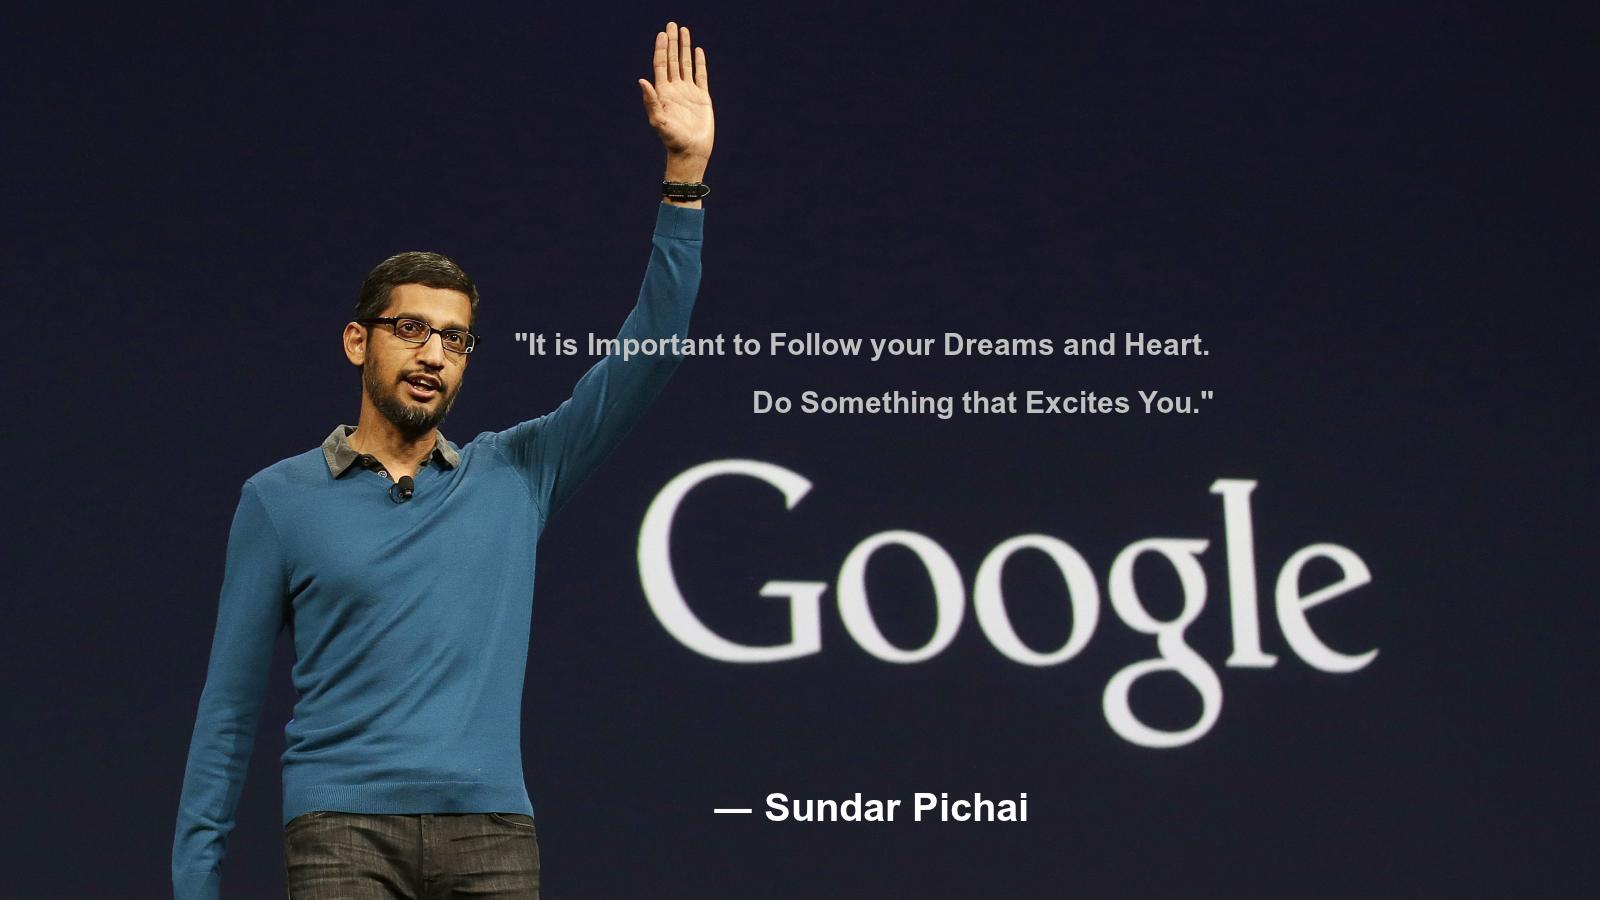 "It is Important to Follow your Dreams and Heart.
Do Something that Excites You."
Google
— Sundar Pichai